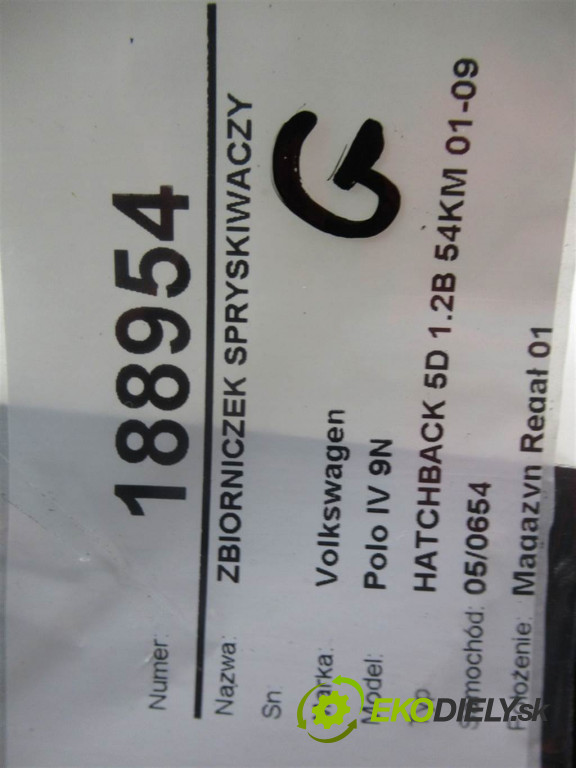 Numer: 188954
Nazwa: ZBIORNICZEK SPRYSKIWACZY
Sn:
G
Marka: Volkswagen
Model: Polo IV 9N
Typ: HATCHBACK 5D 1.2B 54KM 01-09
Samochód: 05/0654
Położenie: Magazyn Regał 01
EKODIELY.sk